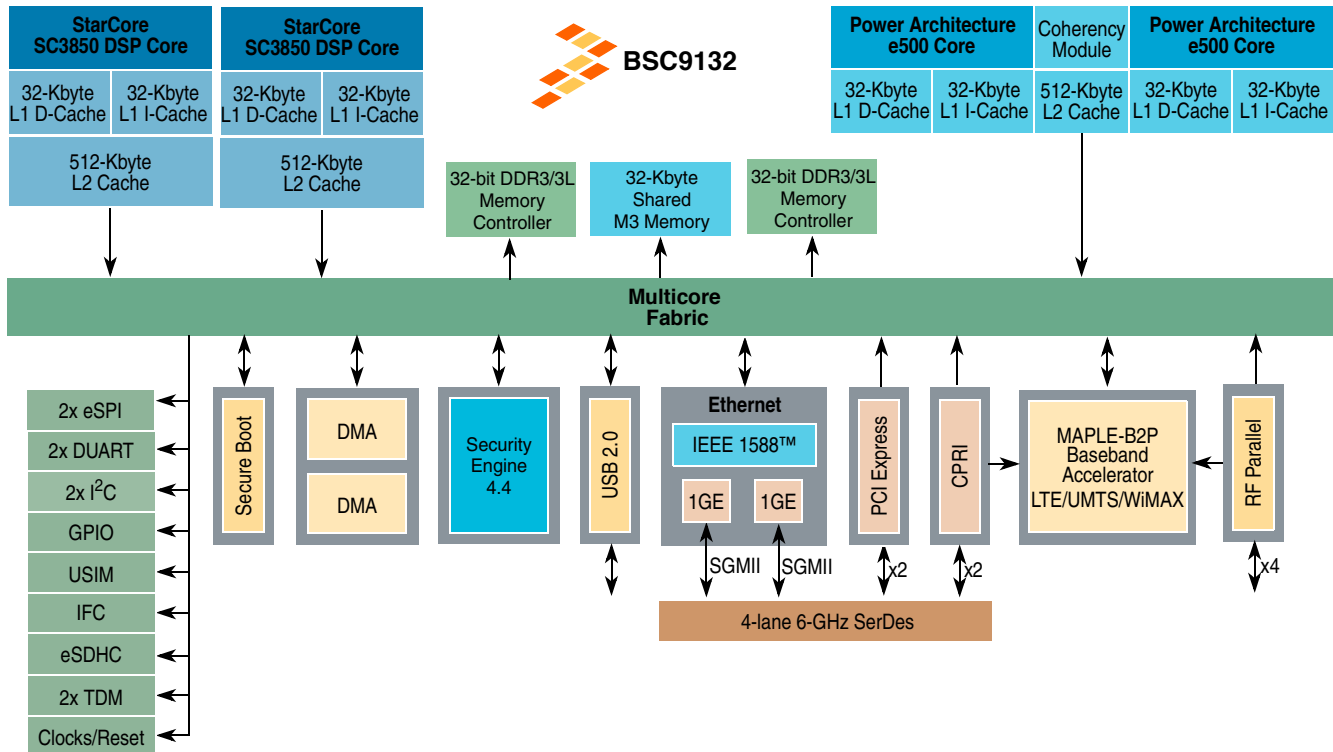 StarCore
SC3850 DSP Core
32-Kbyte
L1 D-Cache
32-Kbyte
L1 I-Cache
512-Kbyte
L2 Cache
StarCore
SC3850 DSP Core
32-Kbyte
L1 D-Cache
32-Kbyte
L1 I-Cache
512-Kbyte
L2 Cache
BSC9132
Power Architecture
e500 Core
Coherency
Module
Power Architecture
e500 Core
32-Kbyte
L1 D-Cache
32-Kbyte
L1 I-Cache
512-Kbyte
L2 Cache
32-Kbyte
L1 D-Cache
32-Kbyte
L1 I-Cache
32-bit DDR3/3L
Memory
Controller
32-Kbyte
Shared
M3 Memory
32-bit DDR3/3L
Memory
Controller
Multicore
Fabric
2x eSPI
2x DUART
2x I²C
GPIO
USIM
IFC
eSDHC
2x TDM
Clocks/Reset
Secure Boot
DMA
DMA
Security
Engine
4.4
USB 2.0
Ethernet
IEEE 1588™
1GE
1GE
SGMII
SGMII
PCI Express
x2
CPRI
x2
MAPLE-B2P
Baseband
Accelerator
LTE/UMTS/WiMAX
RF Parallel
x4
4-lane 6-GHz SerDes